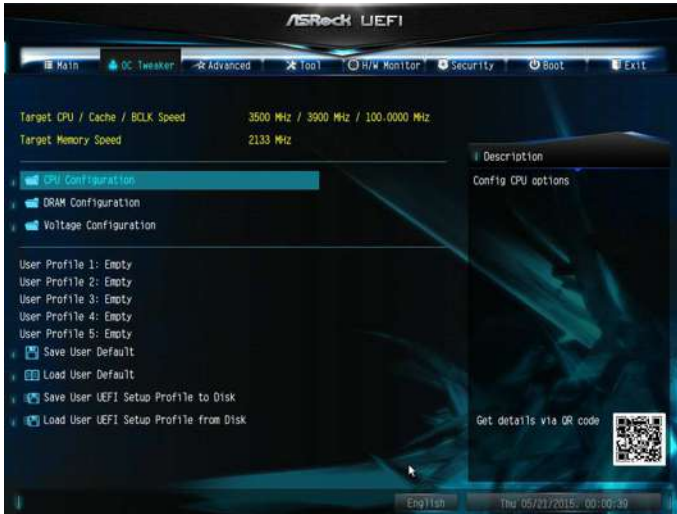 ASRock UEFI
Main OC Tweaker Advanced Tool H/W Monitor Security Boot Exit
Target CPU / Cache / BCLK Speed 3500 MHz / 3900 MHz / 100.0000 MHz
Target Memory Speed 2133 MHz
Description
CPU Configuration
Config CPU options
DRAM Configuration
Voltage Configuration
User Profile 1: Empty
User Profile 2: Empty
User Profile 3: Empty
User Profile 4: Empty
User Profile 5: Empty
Save User Default
Load User Default
Save User UEFI Setup Profile to Disk
Load User UEFI Setup Profile from Disk
Get details via QR code
English Thu 05/21/2015, 00:00:39